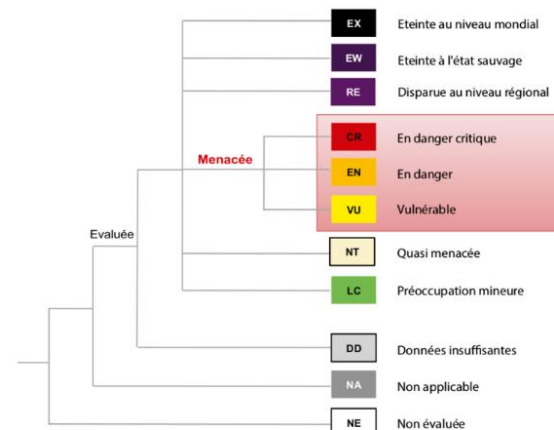 EX Eteinte au niveau mondial
EW Eteinte à l'état sauvage
RE Disparue au niveau régional
CR En danger critique
Menacée
EN En danger
VU Vulnérable
Evaluée
NT Quasi menacée
LC Préoccupation mineure
DD Données insuffisantes
NA Non applicable
NE Non évaluée